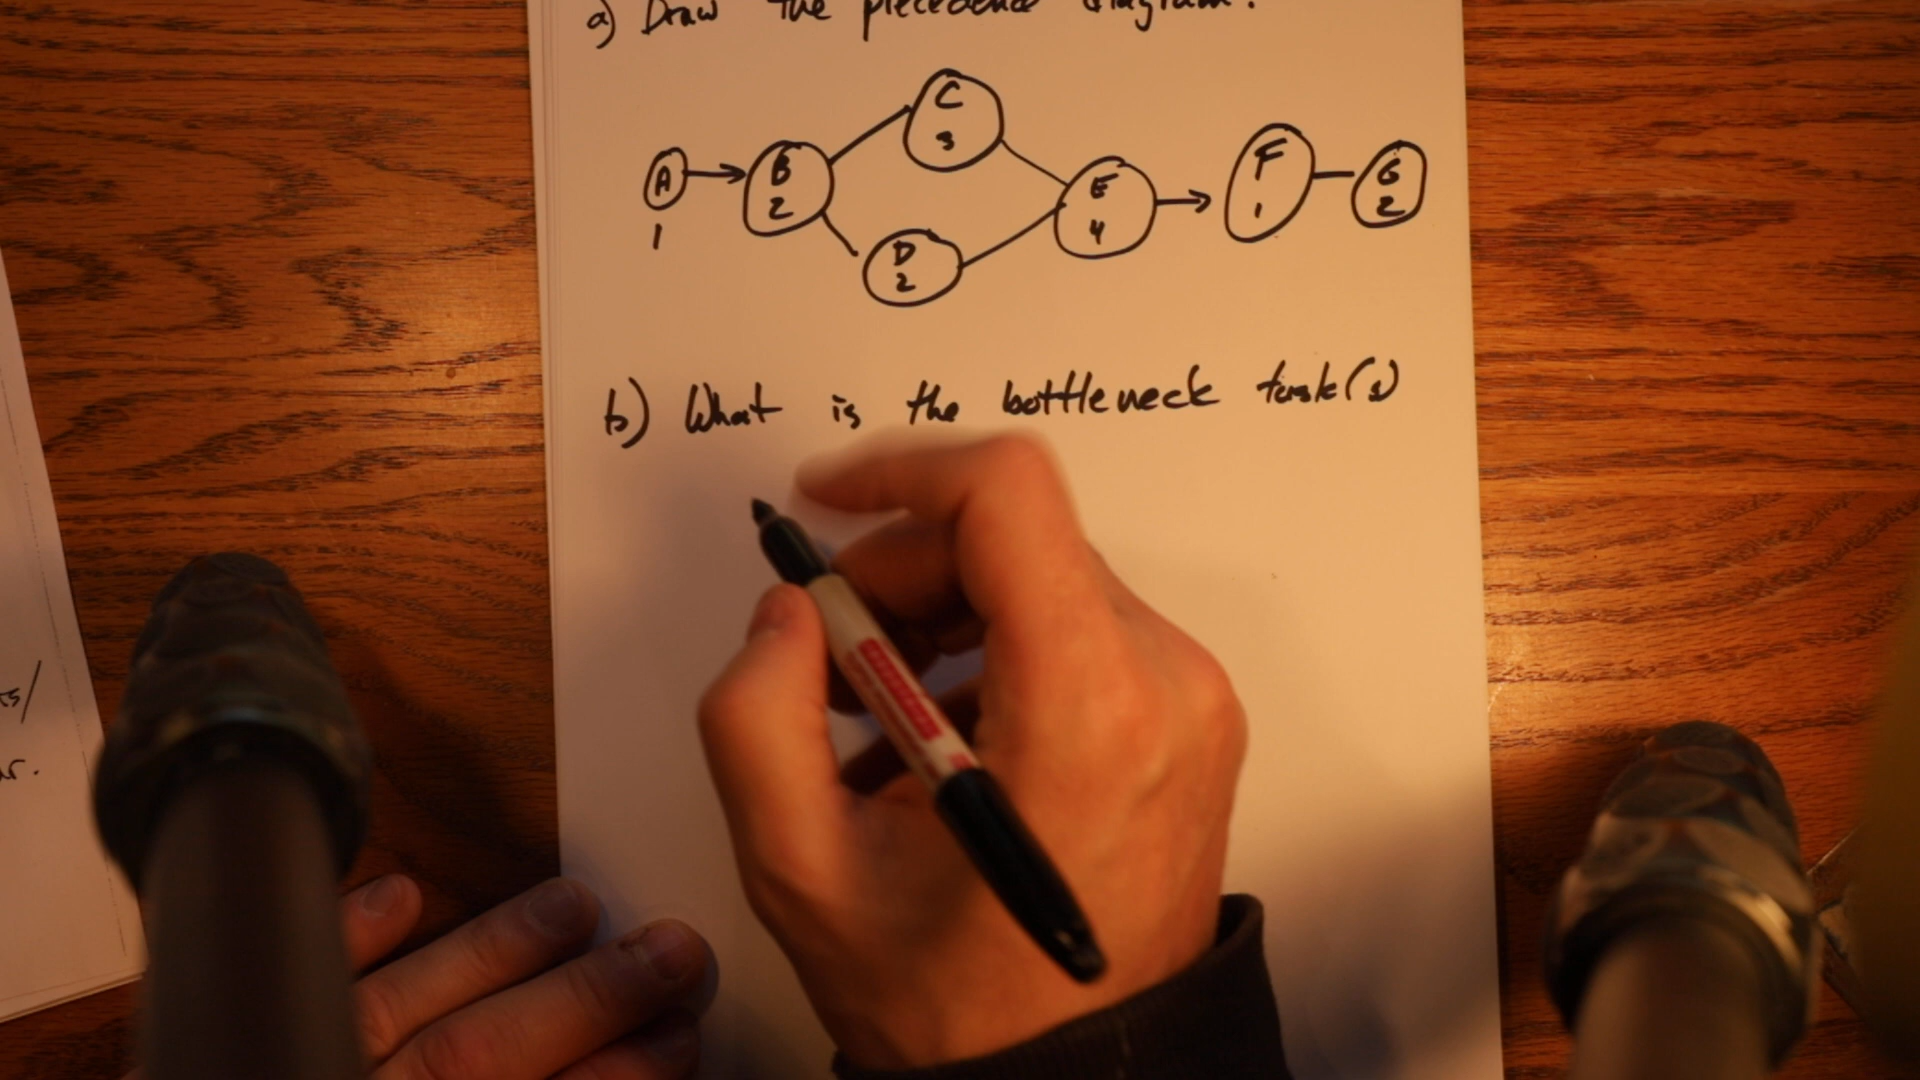 a) Draw the precedence diagram.
C
3
A
1
B
2
D
2
E
4
F
1
G
2
b) What is the bottleneck task(s)